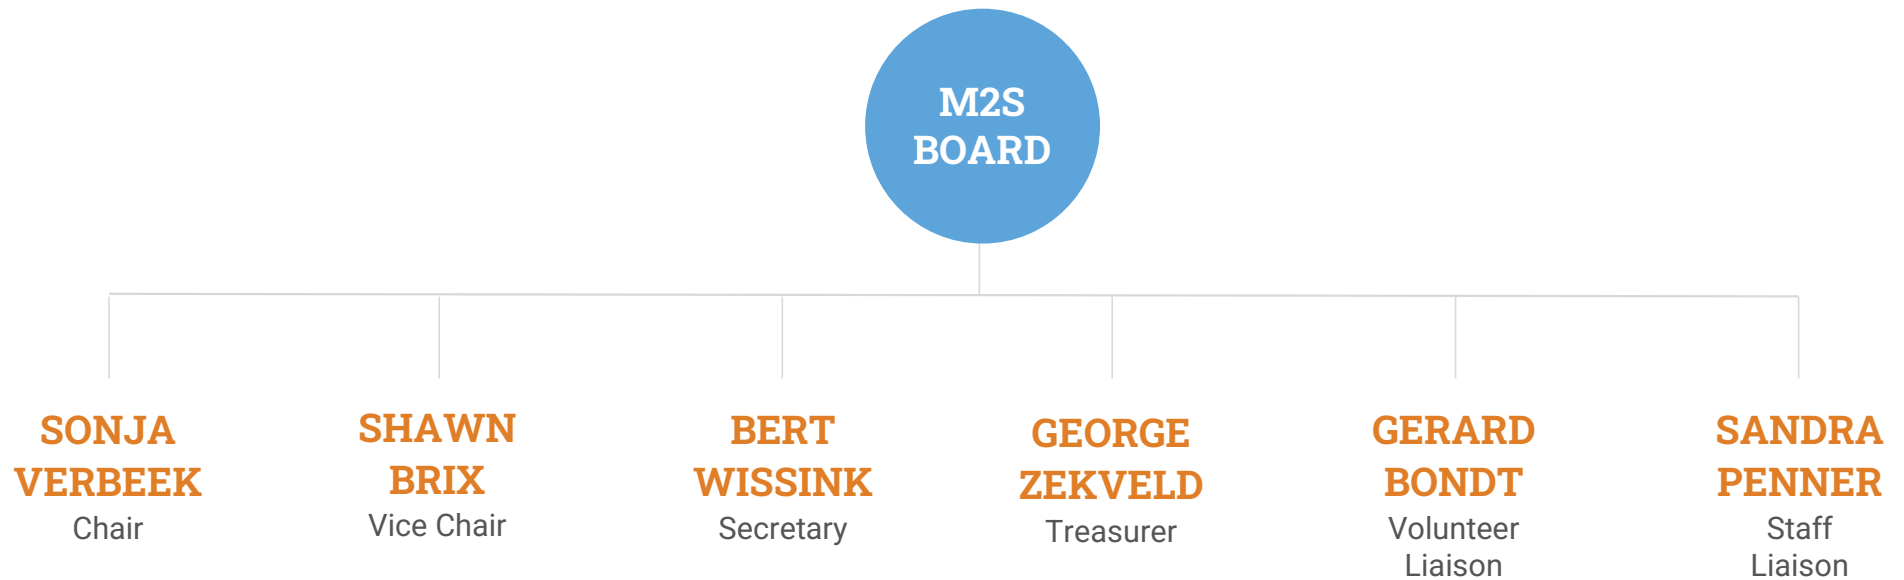 M2S
BOARD
SONJA
VERBEEK
Chair
SHAWN
BRIX
Vice Chair
BERT
WISSINK
Secretary
GEORGE
ZEKVELD
Treasurer
GERARD
BONDT
Volunteer
Liaison
SANDRA
PENNER
Staff
Liaison